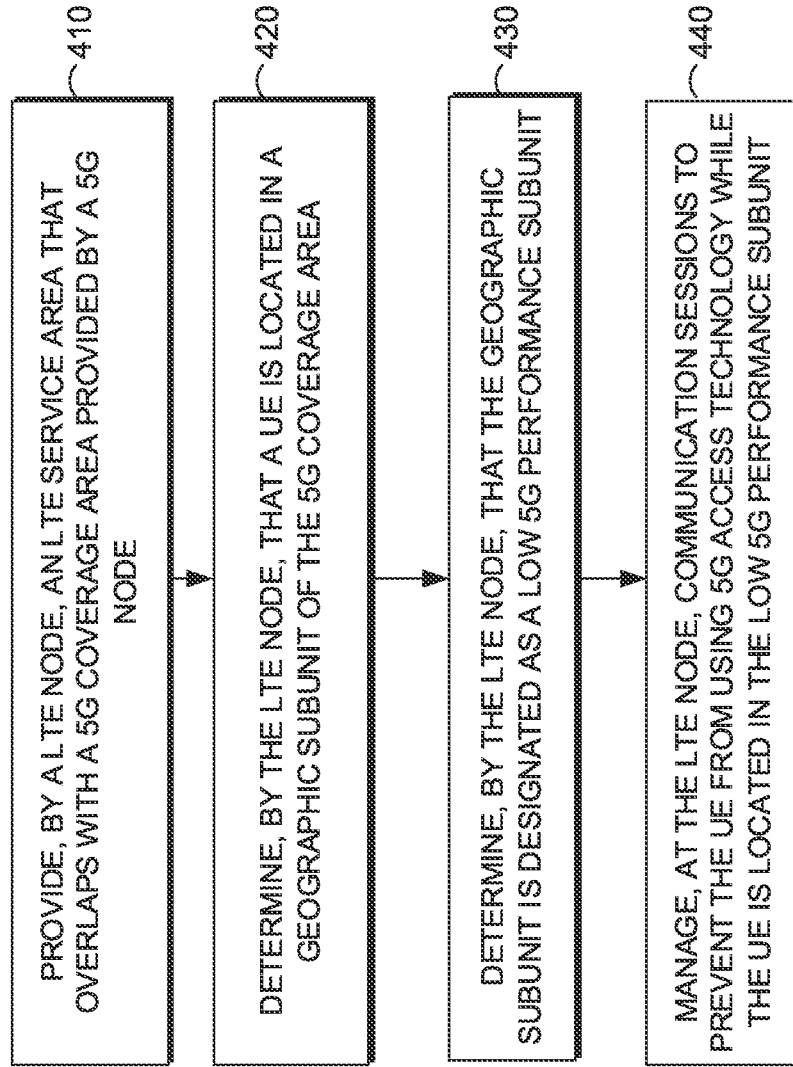 PROVIDE, BY A LTE NODE, AN LTE SERVICE AREA THAT
OVERLAPS WITH A 5G COVERAGE AREA PROVIDED BY A 5G
NODE
410
DETERMINE, BY THE LTE NODE, THAT A UE IS LOCATED IN A
GEOGRAPHIC SUBUNIT OF THE 5G COVERAGE AREA
420
DETERMINE, BY THE LTE NODE, THAT THE GEOGRAPHIC
SUBUNIT IS DESIGNATED AS A LOW 5G PERFORMANCE SUBUNIT
430
MANAGE, AT THE LTE NODE, COMMUNICATION SESSIONS TO
PREVENT THE UE FROM USING 5G ACCESS TECHNOLOGY WHILE
THE UE IS LOCATED IN THE LOW 5G PERFORMANCE SUBUNIT
440